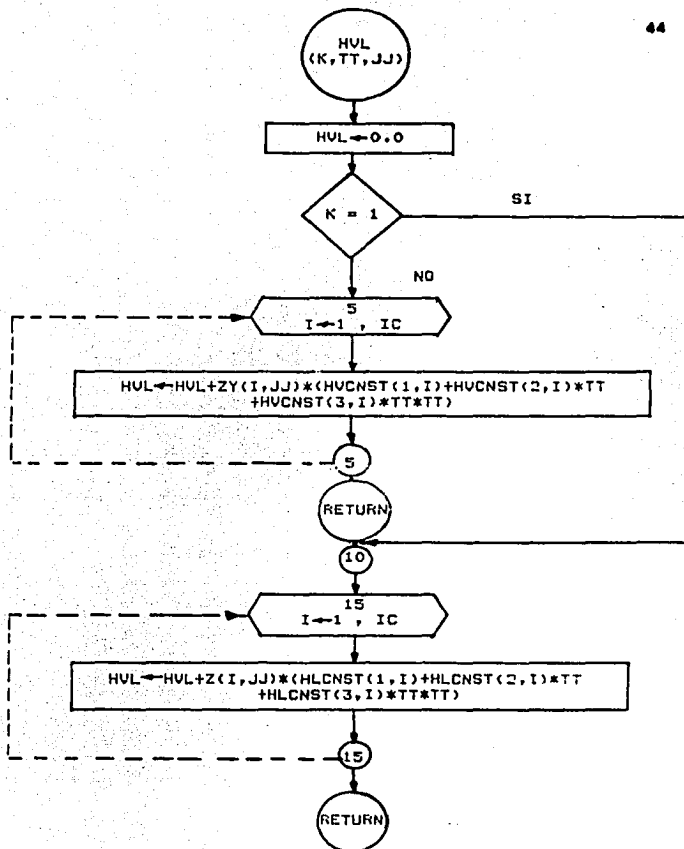 44
HVL
(K,TT,JJ)
HVL←0.0
K = 1
SI
NO
5
I←1 , IC
HVL←HVL+ZY(I,JJ)*(HVCNST(1,I)+HVCNST(2,I)*TT
+HVCNST(3,I)*TT*TT)
5
RETURN
10
15
I←1 , IC
HVL←HVL+Z(I,JJ)*(HLCNST(1,I)+HLCNST(2,I)*TT
+HLCNST(3,I)*TT*TT)
15
RETURN